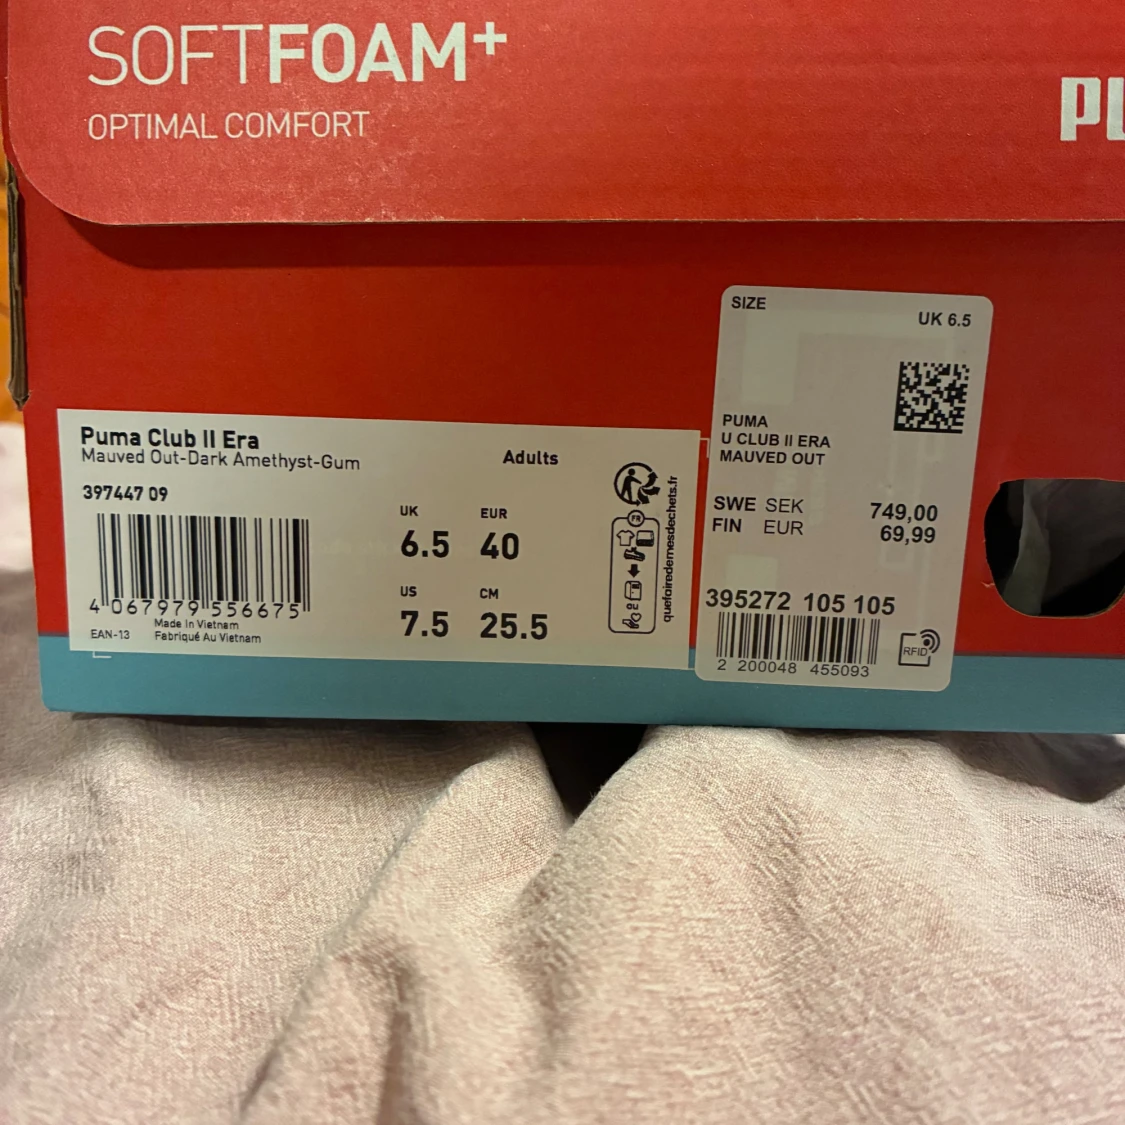 SOFTFOAM+
OPTIMAL COMFORT
Puma Club II Era
Mauved Out-Dark Amethyst-Gum
Adults
397447 09
UK
6.5
EUR
40
US
7.5
CM
25.5
4 067979 556675
EAN-13
Made In Vietnam
Fabriqué Au Vietnam
FR
OU
quefairedemesdechets.fr
SIZE
UK 6.5
PUMA
U CLUB II ERA
MAUVED OUT
SWE SEK 749,00
FIN EUR 69,99
395272 105 105
2 200048 455093
RFID